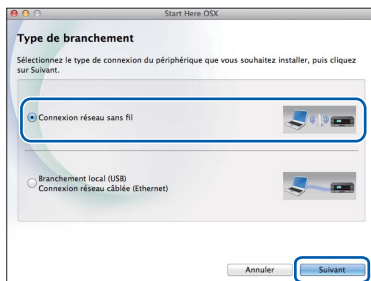 Start Here OSX
Type de branchement
Sélectionnez le type de connexion du périphérique que vous souhaitez installer, puis cliquez
sur Suivant.
Connexion réseau sans fil
Branchement local (USB)
Connexion réseau câblée (Ethernet)
Annuler
Suivant